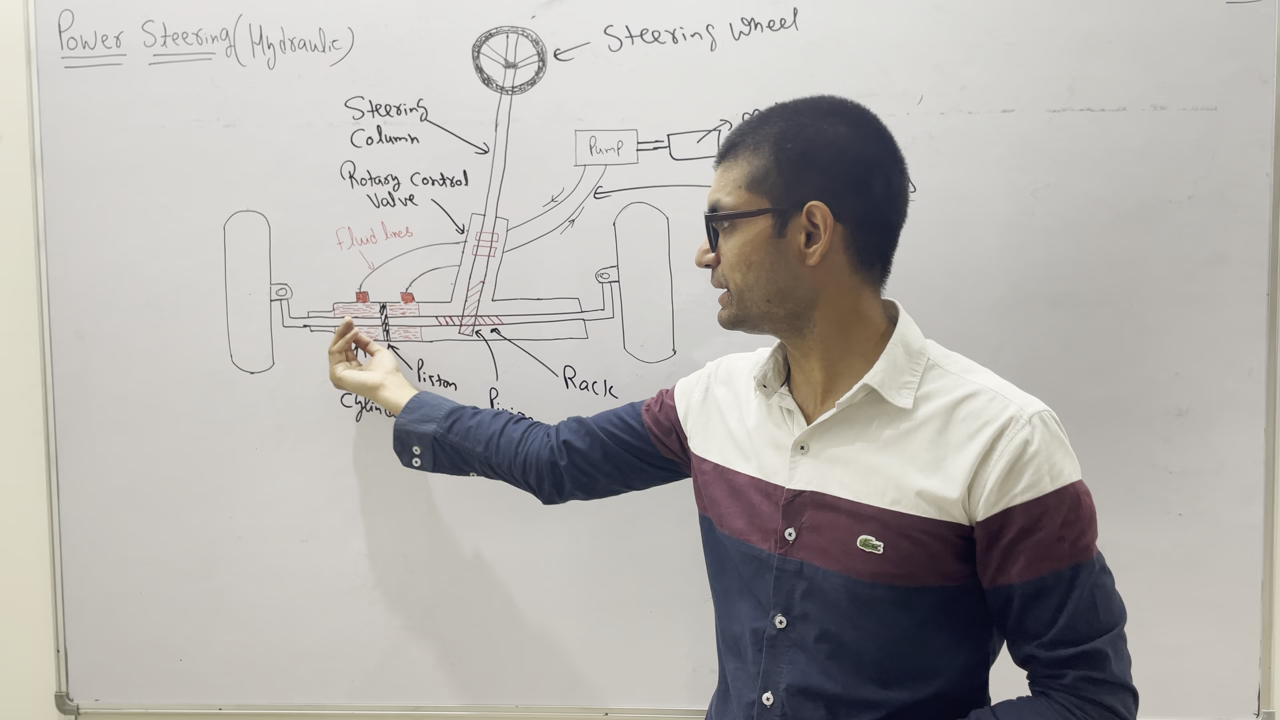 Power Steering (Hydraulic)
Steering Wheel
Steering
Column
Pump
Rotary Control
Valve
Fluid lines
Piston
Rack